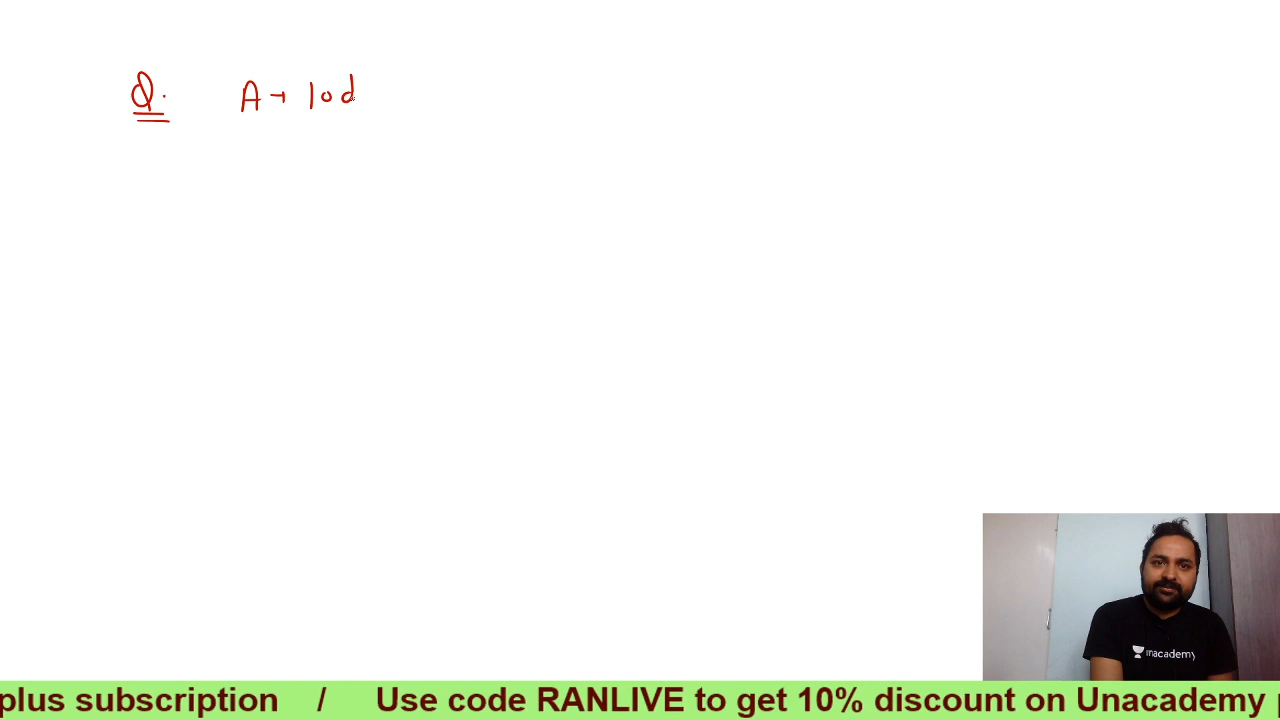 Q. A → 10d
unacademy
plus subscription / Use code RANLIVE to get 10% discount on Unacademy p